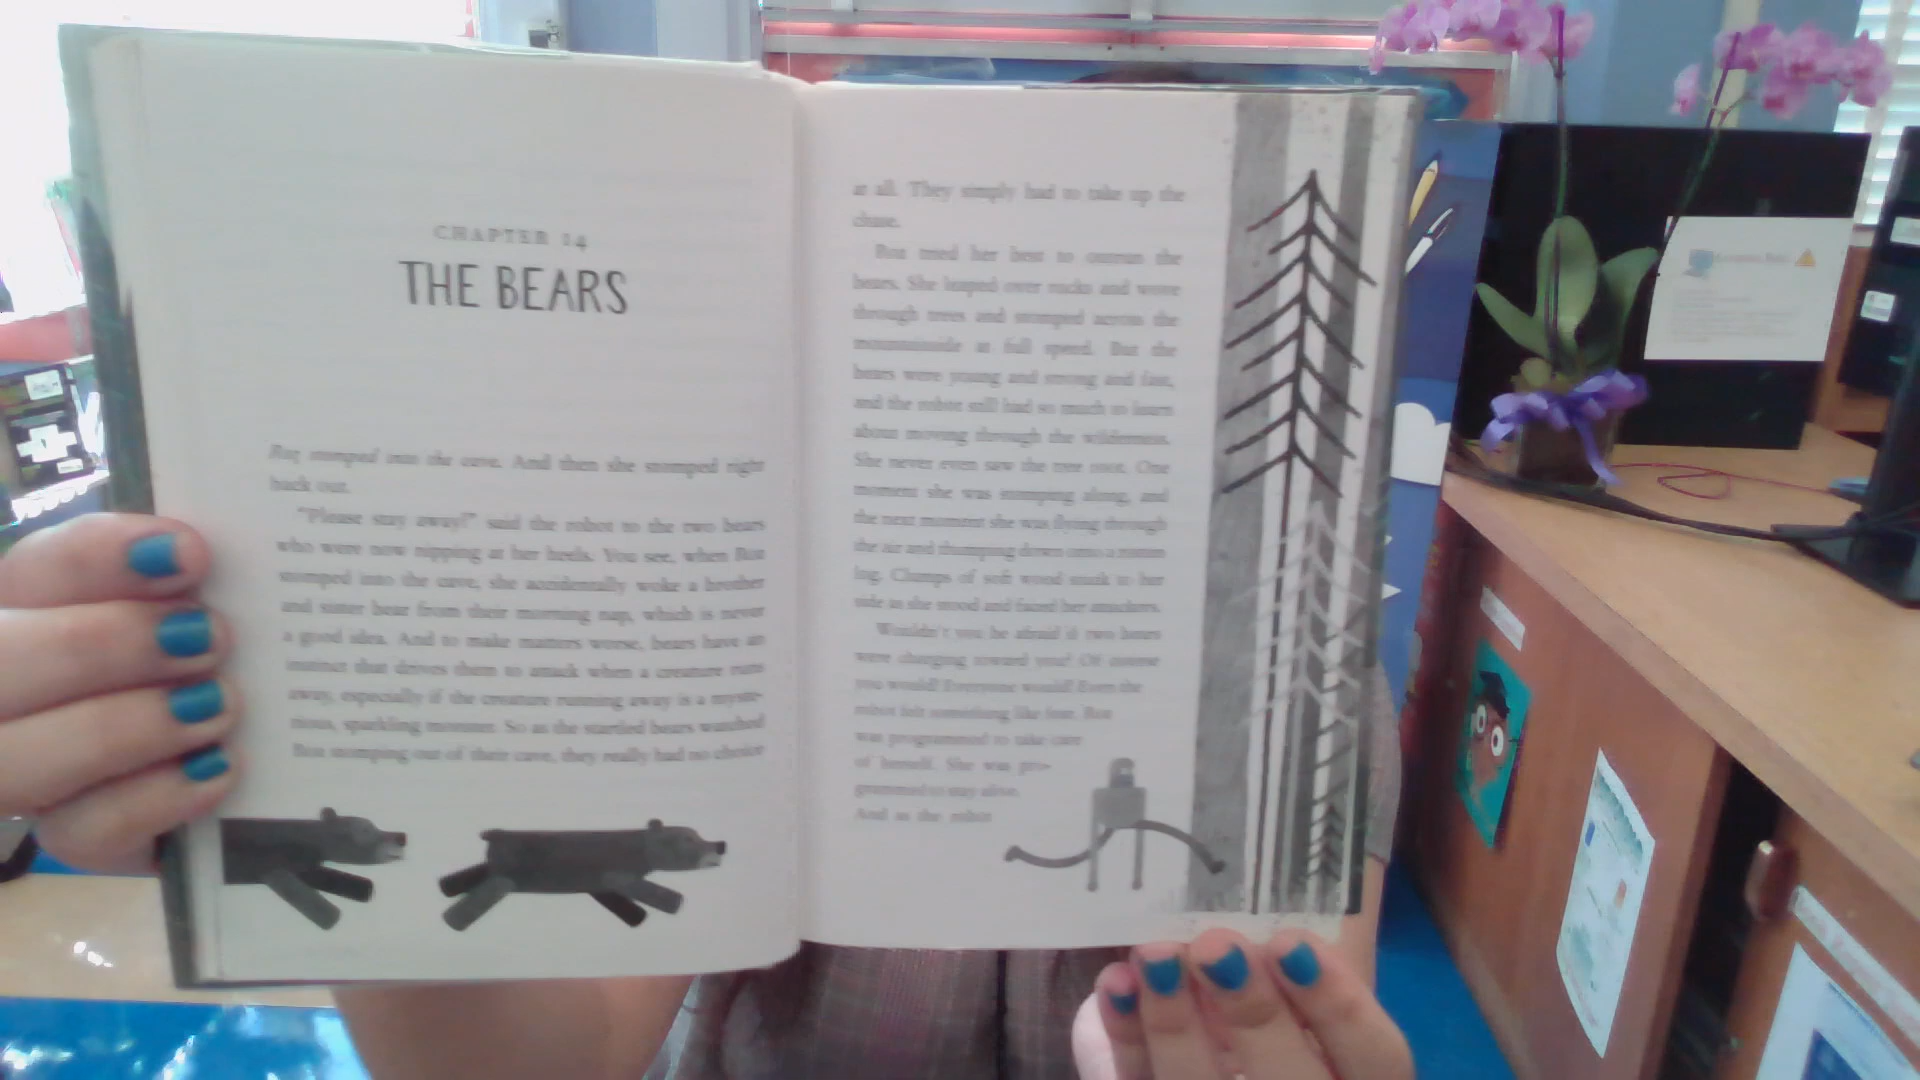 CHAPTER 14
THE BEARS
Roz stomped into the cave. And then she stomped right
back out.
"Please stay away!" said the robot to the two bears
who were now nipping at her heels. You see, when Roz
stomped into the cave, she accidentally woke a brother
and sister bear from their morning nap, which is never
a good idea. And to make matters worse, bears have an
instinct that drives them to attack when a creature runs
away, especially if the creature running away is a myste-
rious, sparkling monster. So as the startled bears watched
Roz stomping out of their cave, they really had no choice
at all. They simply had to take up the
chase.
Roz tried her best to outrun the
bears. She leaped over rocks and wove
through trees and stomped across the
mountainside at full speed. But the
bears were young and strong and fast,
and the robot still had so much to learn
about moving through the wilderness.
She never even saw the tree root. One
moment she was stomping along, and
the next moment she was flying through
the air and thumping down onto a rotten
log. Clumps of soft wood stuck to her
side as she stood and faced her attackers.
Wouldn't you be afraid if two bears
were charging toward you? Of course
you would! Everyone would! Even the
robot felt something like fear. Roz
was programmed to take care
of herself. She was pro-
grammed to stay alive.
And as the robot